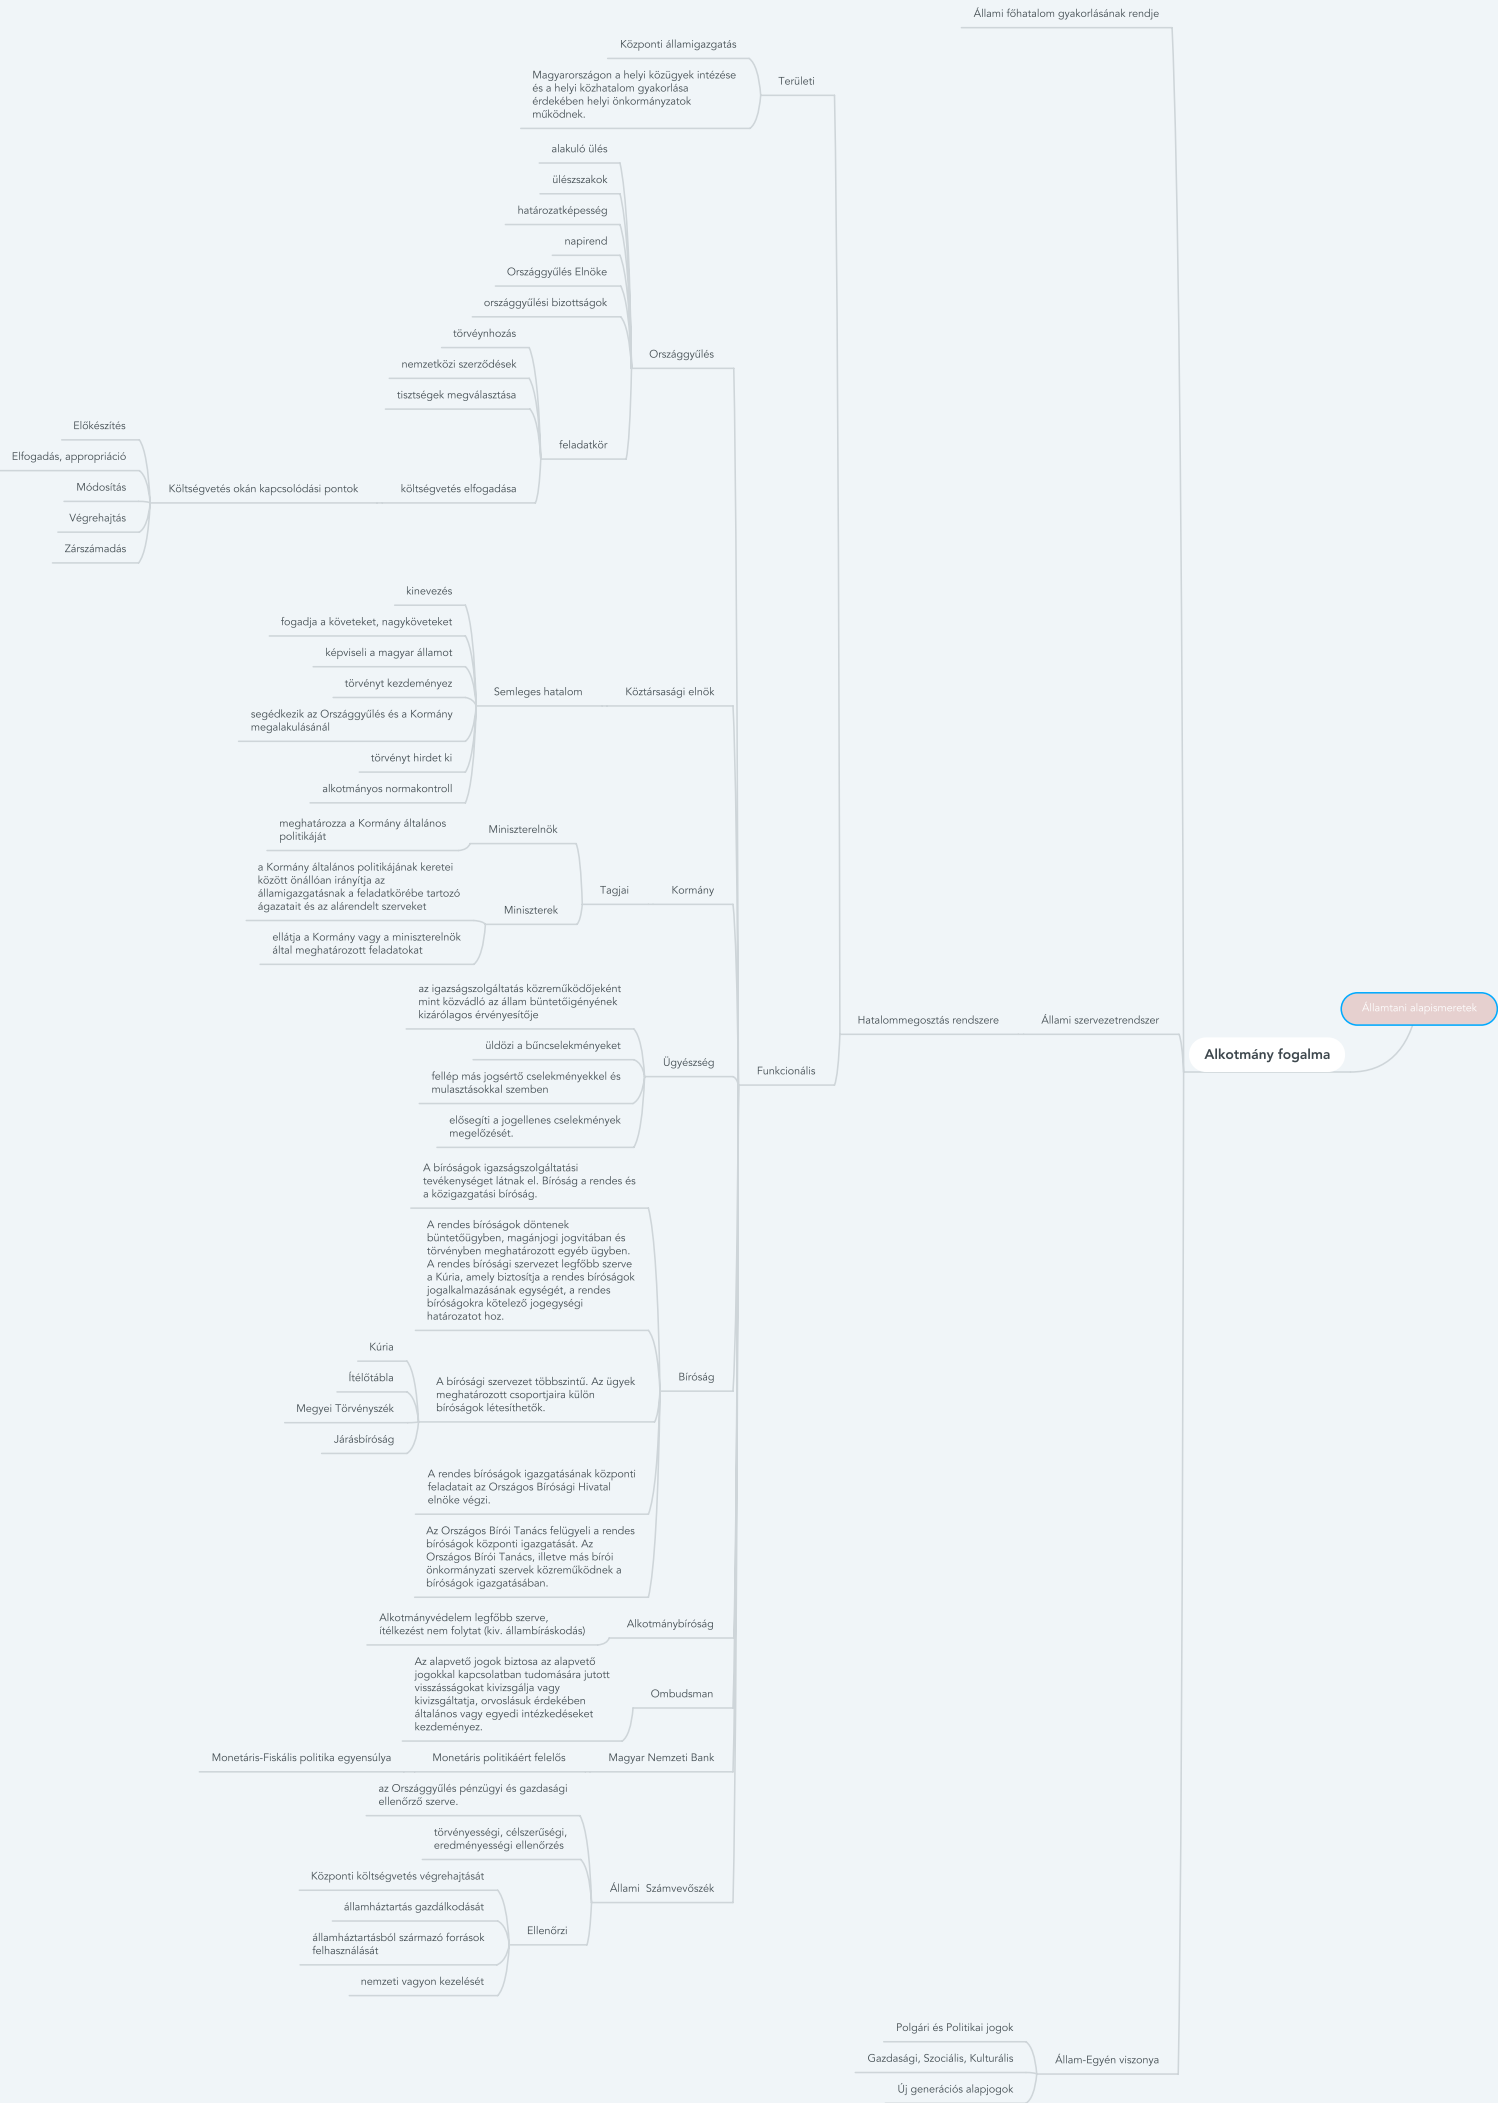 Állami főhatalom gyakorlásának rendje
Központi államigazgatás
Magyarországon a helyi közügyek intézése
és a helyi közhatalom gyakorlása
érdekében helyi önkormányzatok
működnek.
Területi
alakuló ülés
ülészszakok
határozatképesség
napirend
Országgyűlés Elnöke
országgyűlési bizottságok
törvéynhozás
nemzetközi szerződések
tisztségek megválasztása
Országgyűlés
feladatkör
Előkészítés
Elfogadás, appropriáció
Módosítás
Végrehajtás
Zárszámadás
Költségvetés okán kapcsolódási pontok
költségvetés elfogadása
kinevezés
fogadja a követeket, nagyköveteket
képviseli a magyar államot
törvényt kezdeményez
segédkezik az Országgyűlés és a Kormány
megalakulásánál
törvényt hirdet ki
alkotmányos normakontroll
Semleges hatalom
Köztársasági elnök
meghatározza a Kormány általános
politikáját
Miniszterelnök
a Kormány általános politikájának keretei
között önállóan irányítja az
államigazgatásnak a feladatkörébe tartozó
ágazatait és az alárendelt szerveket
ellátja a Kormány vagy a miniszterelnök
által meghatározott feladatokat
Miniszterek
Tagjai
Kormány
az igazságszolgáltatás közreműködőjeként
mint közvádló az állam büntetőigényének
kizárólagos érvényesítője
üldözi a bűncselekményeket
fellép más jogsértő cselekményekkel és
mulasztásokkal szemben
elősegíti a jogellenes cselekmények
megelőzését.
Ügyészség
Funkcionális
Hatalommegosztás rendszere
Állami szervezetrendszer
Alkotmány fogalma
Államtani alapismeretek
A bíróságok igazságszolgáltatási
tevékenységet látnak el. Bíróság a rendes és
a közigazgatási bíróság.
A rendes bíróságok döntenek
büntetőügyben, magánjogi jogvitában és
törvényben meghatározott egyéb ügyben.
A rendes bírósági szervezet legfőbb szerve
a Kúria, amely biztosítja a rendes bíróságok
jogalkalmazásának egységét, a rendes
bíróságokra kötelező jogegységi
határozatot hoz.
Kúria
Ítélőtábla
Megyei Törvényszék
Járásbíróság
A bírósági szervezet többszintű. Az ügyek
meghatározott csoportjaira külön
bíróságok létesíthetők.
Bíróság
A rendes bíróságok igazgatásának központi
feladatait az Országos Bírósági Hivatal
elnöke végzi.
Az Országos Bírói Tanács felügyeli a rendes
bíróságok központi igazgatását. Az
Országos Bírói Tanács, illetve más bírói
önkormányzati szervek közreműködnek a
bíróságok igazgatásában.
Alkotmányvédelem legfőbb szerve,
ítélkezést nem folytat (kiv. állambíráskodás)
Alkotmánybíróság
Az alapvető jogok biztosa az alapvető
jogokkal kapcsolatban tudomására jutott
visszásságokat kivizsgálja vagy
kivizsgáltatja, orvoslásuk érdekében
általános vagy egyedi intézkedéseket
kezdeményez.
Ombudsman
Monetáris-Fiskális politika egyensúlya
Monetáris politikáért felelős
Magyar Nemzeti Bank
az Országgyűlés pénzügyi és gazdasági
ellenőrző szerve.
törvényességi, célszerűségi,
eredményességi ellenőrzés
Központi költségvetés végrehajtását
államháztartás gazdálkodását
államháztartásból származó források
felhasználását
nemzeti vagyon kezelését
Ellenőrzi
Állami  Számvevőszék
Polgári és Politikai jogok
Gazdasági, Szociális, Kulturális
Új generációs alapjogok
Állam-Egyén viszonya